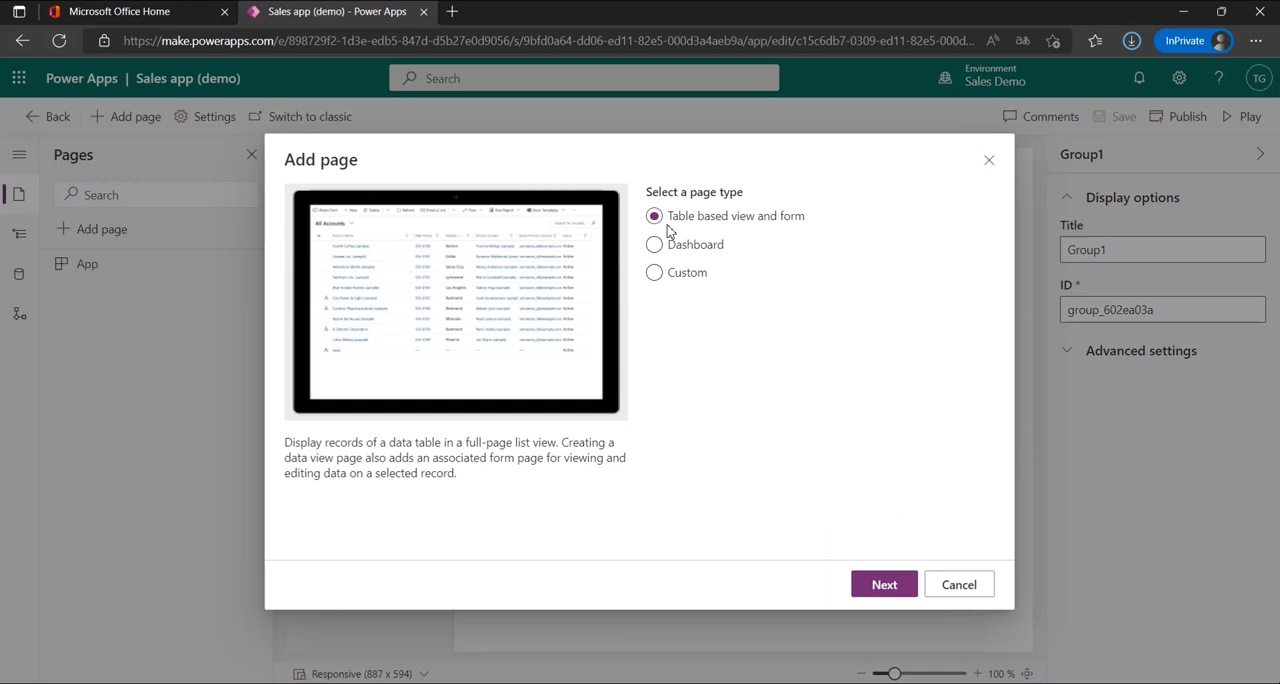 Microsoft Office Home
Sales app (demo) - Power Apps
https://make.powerapps.com/e/898729f2-1d3e-edb5-847d-d5b27e0d9056/s/9bfd0a64-dd06-ed11-82e5-000d3a4aeb9a/app/edit/c15c6db7-0309-ed11-82e5-000d...
InPrivate
Power Apps | Sales app (demo)
Search
Environment
Sales Demo
TG
Back
Add page
Settings
Switch to classic
Comments
Save
Publish
Play
Pages
Search
Add page
App
Add page
All Accounts
Display records of a data table in a full-page list view. Creating a
data view page also adds an associated form page for viewing and
editing data on a selected record.
Select a page type
Table based view and form
Dashboard
Custom
Next
Cancel
Group1
Display options
Title
Group1
ID *
group_602ea03a
Advanced settings
Responsive (887 x 594)
100 %